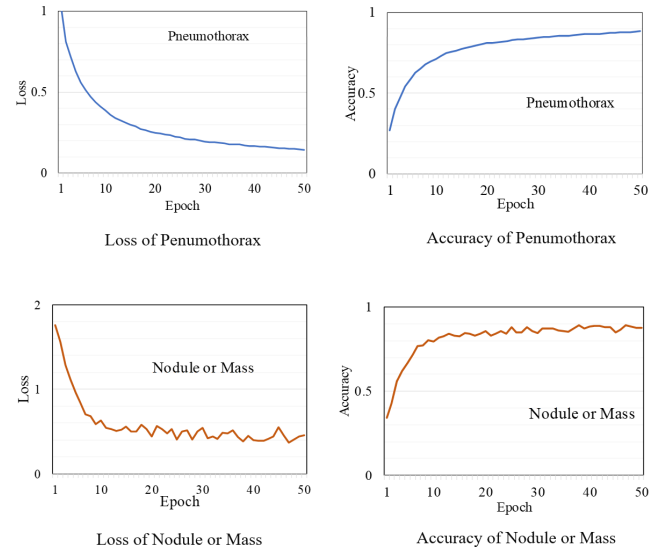 1
Pneumothorax
Loss
0.5
0
1 10 20 30 40 50
Epoch
Loss of Penumothorax
1
Accuracy
0.5
Pneumothorax
0
1 10 20 30 40 50
Epoch
Accuracy of Penumothorax
2
Nodule or Mass
Loss
1
0
1 10 20 30 40 50
Epoch
Loss of Nodule or Mass
1
Accuracy
0.5
Nodule or Mass
0
1 10 20 30 40 50
Epoch
Accuracy of Nodule or Mass